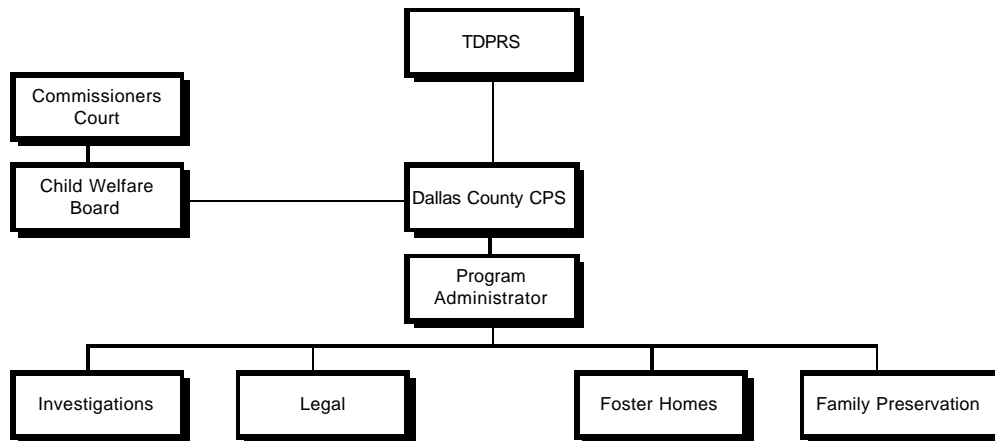 TDPRS
Commissioners
Court
Child Welfare
Board
Dallas County CPS
Program
Administrator
Investigations
Legal
Foster Homes
Family Preservation